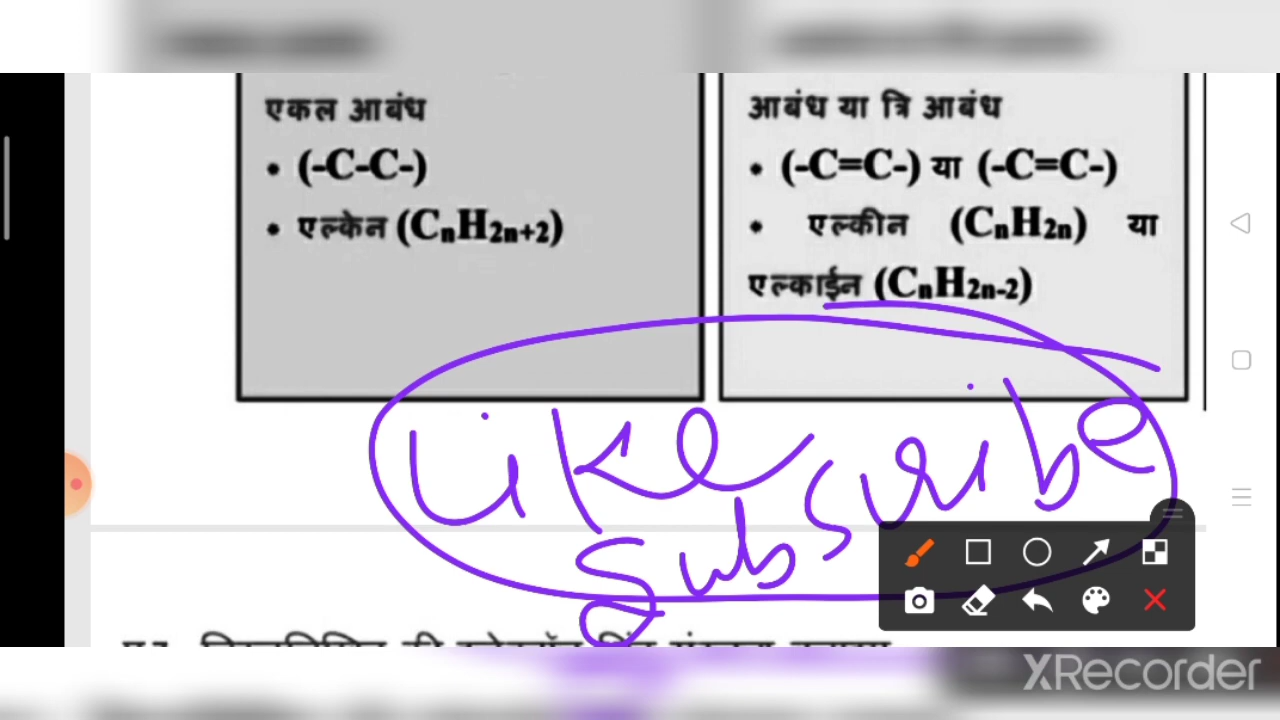 एकल आबंध
• (-C-C-)
• एल्केन (CnH2n+2)
आबंध या त्रि आबंध
• (-C=C-) या (-C=C-)
• एल्कीन (CnH2n) या
एल्काईन (CnH2n-2)
Like
Subscribe
XRecorder